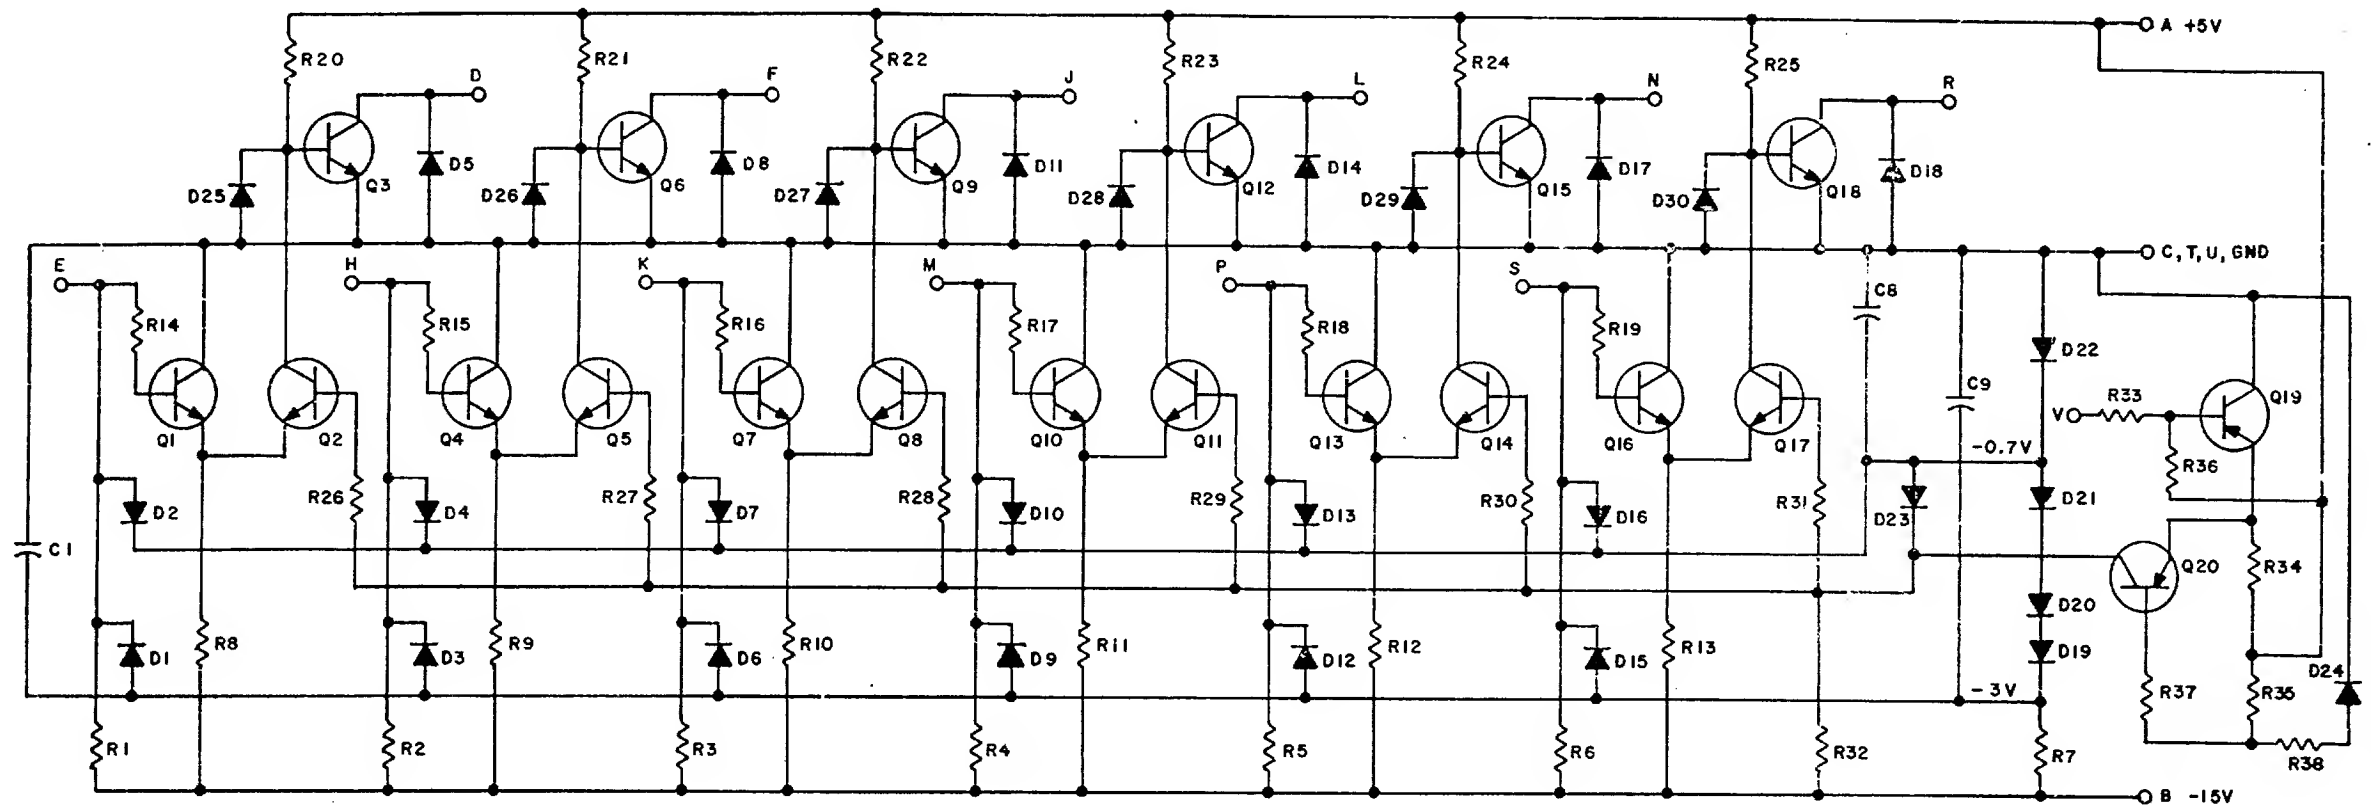 A +5V
R20
R21
R22
R23
R24
R25
D
F
J
L
N
R
D25
Q3
D5
D26
Q6
D8
D27
Q9
D11
D28
Q12
D14
D29
Q15
D17
D30
Q18
D18
C, T, U, GND
E
H
K
M
P
S
C8
R14
R15
R16
R17
R18
R19
D22
C9
Q19
R33
V
Q1
Q2
Q4
Q5
Q7
Q8
Q10
Q11
Q13
Q14
Q16
Q17
-0.7V
R36
R26
R27
R28
R29
R30
R31
D23
D21
C1
D2
D4
D7
D10
D13
D16
Q20
R34
D20
R8
R9
R10
R11
R12
R13
D1
D3
D6
D9
D12
D15
D19
D24
-3V
R37
R35
R1
R2
R3
R4
R5
R6
R32
R7
R38
B -15V